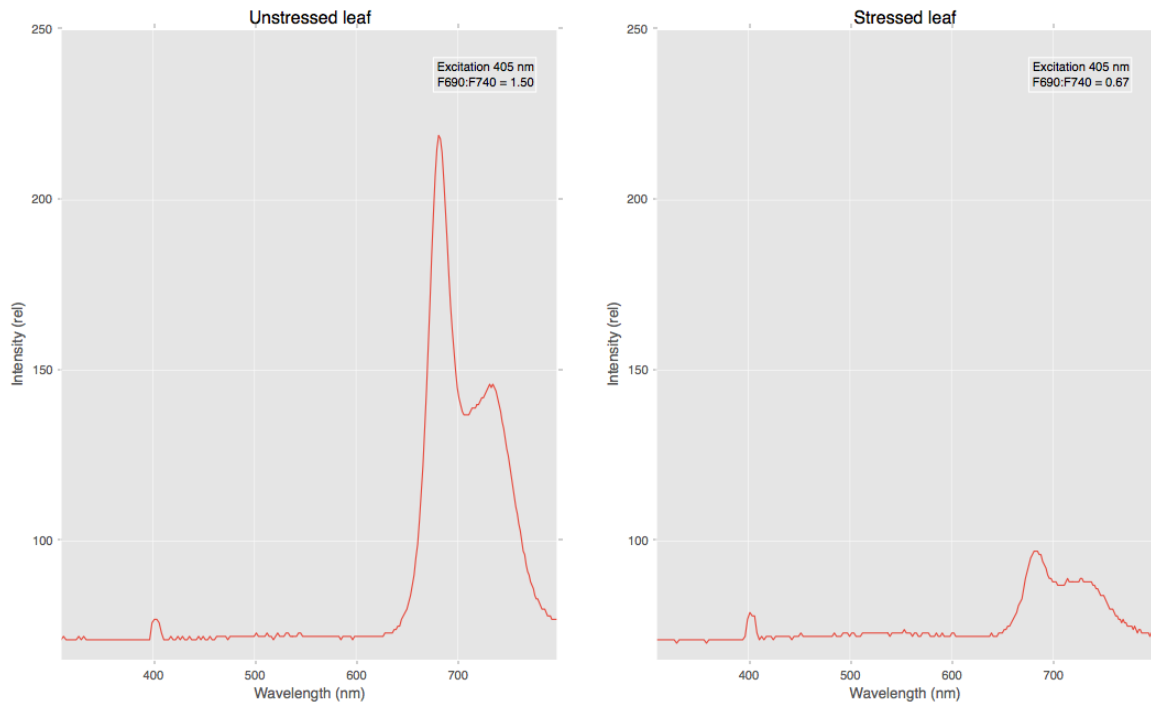 Unstressed leaf
250
200
150
100
400
500
600
700
Intensity (rel)
Wavelength (nm)
Excitation 405 nm
F690:F740 = 1.50
Stressed leaf
250
200
150
100
400
500
600
700
Intensity (rel)
Wavelength (nm)
Excitation 405 nm
F690:F740 = 0.67